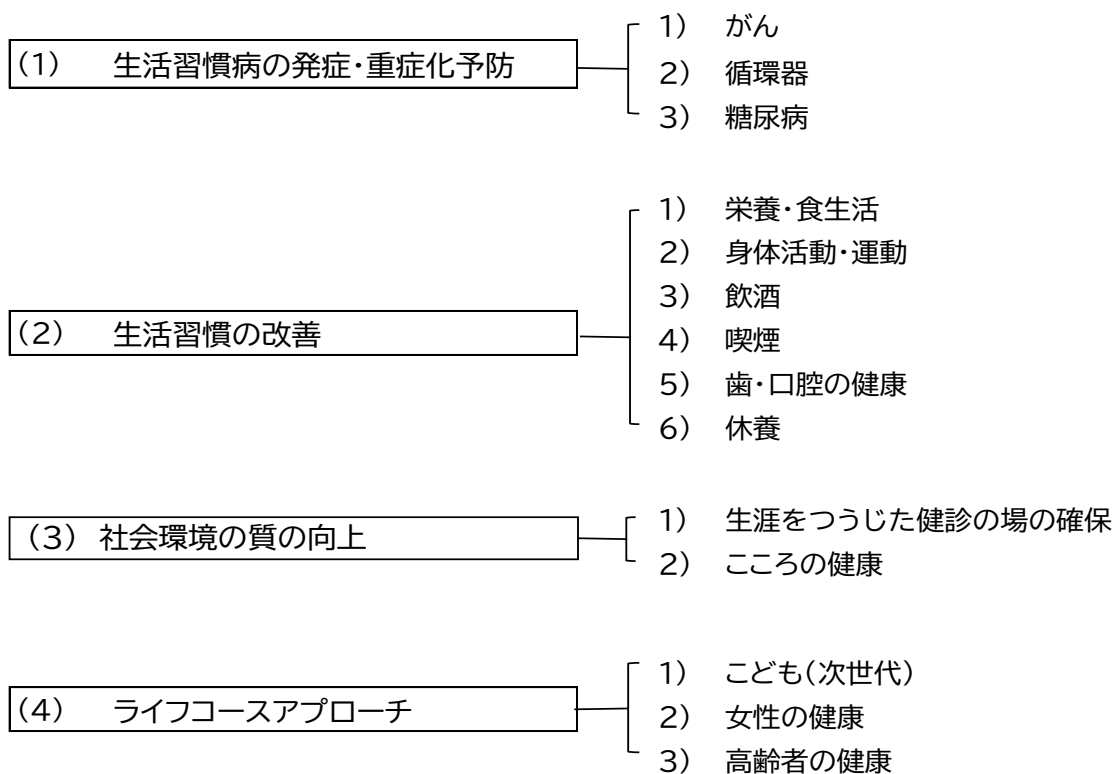 (1) 生活習慣病の発症・重症化予防
1) がん
2) 循環器
3) 糖尿病
(2) 生活習慣の改善
1) 栄養・食生活
2) 身体活動・運動
3) 飲酒
4) 喫煙
5) 歯・口腔の健康
6) 休養
(3) 社会環境の質の向上
1) 生涯をつうじた健診の場の確保
2) こころの健康
(4) ライフコースアプローチ
1) こども(次世代)
2) 女性の健康
3) 高齢者の健康